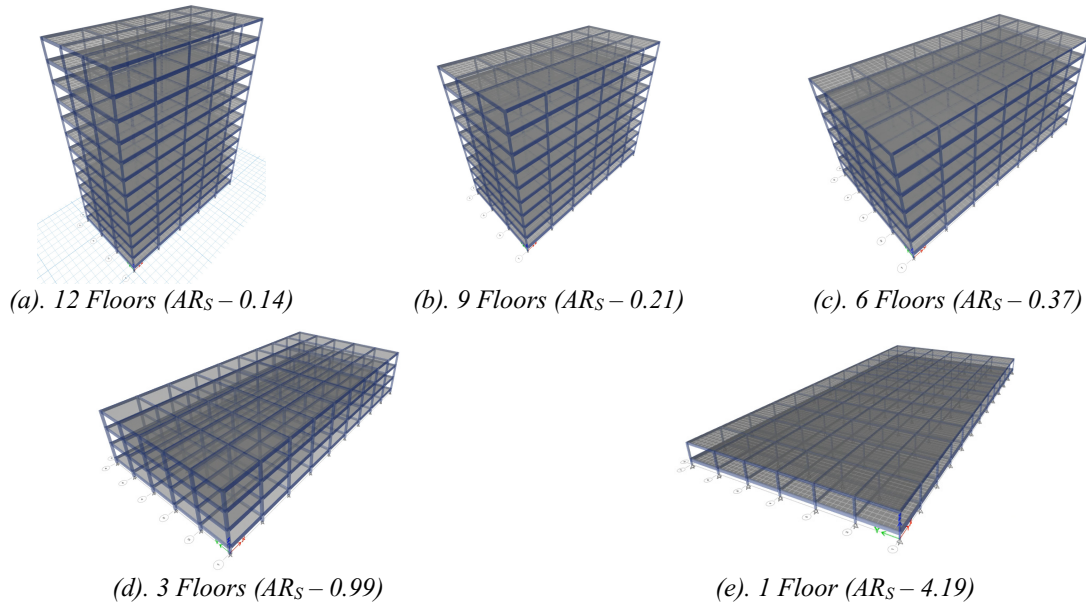 (a). 12 Floors (ARS – 0.14)
(b). 9 Floors (ARS – 0.21)
(c). 6 Floors (ARS – 0.37)
(d). 3 Floors (ARS – 0.99)
(e). 1 Floor (ARS – 4.19)